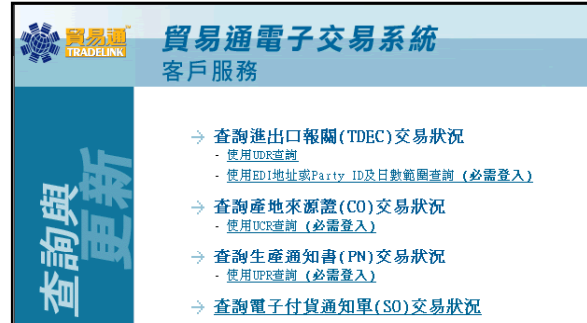 貿易通
TRADELINK
貿易通電子交易系統
客戶服務
查詢與
更新
→ 查詢進出口報關(TDEC)交易狀況
- 使用UDR查詢
- 使用EDI地址或Party ID及日數範圍查詢 (必需登入)
→ 查詢產地來源證(CO)交易狀況
- 使用UCR查詢 (必需登入)
→ 查詢生產通知書(PN)交易狀況
- 使用UPR查詢 (必需登入)
→ 查詢電子付貨通知單(SO)交易狀況